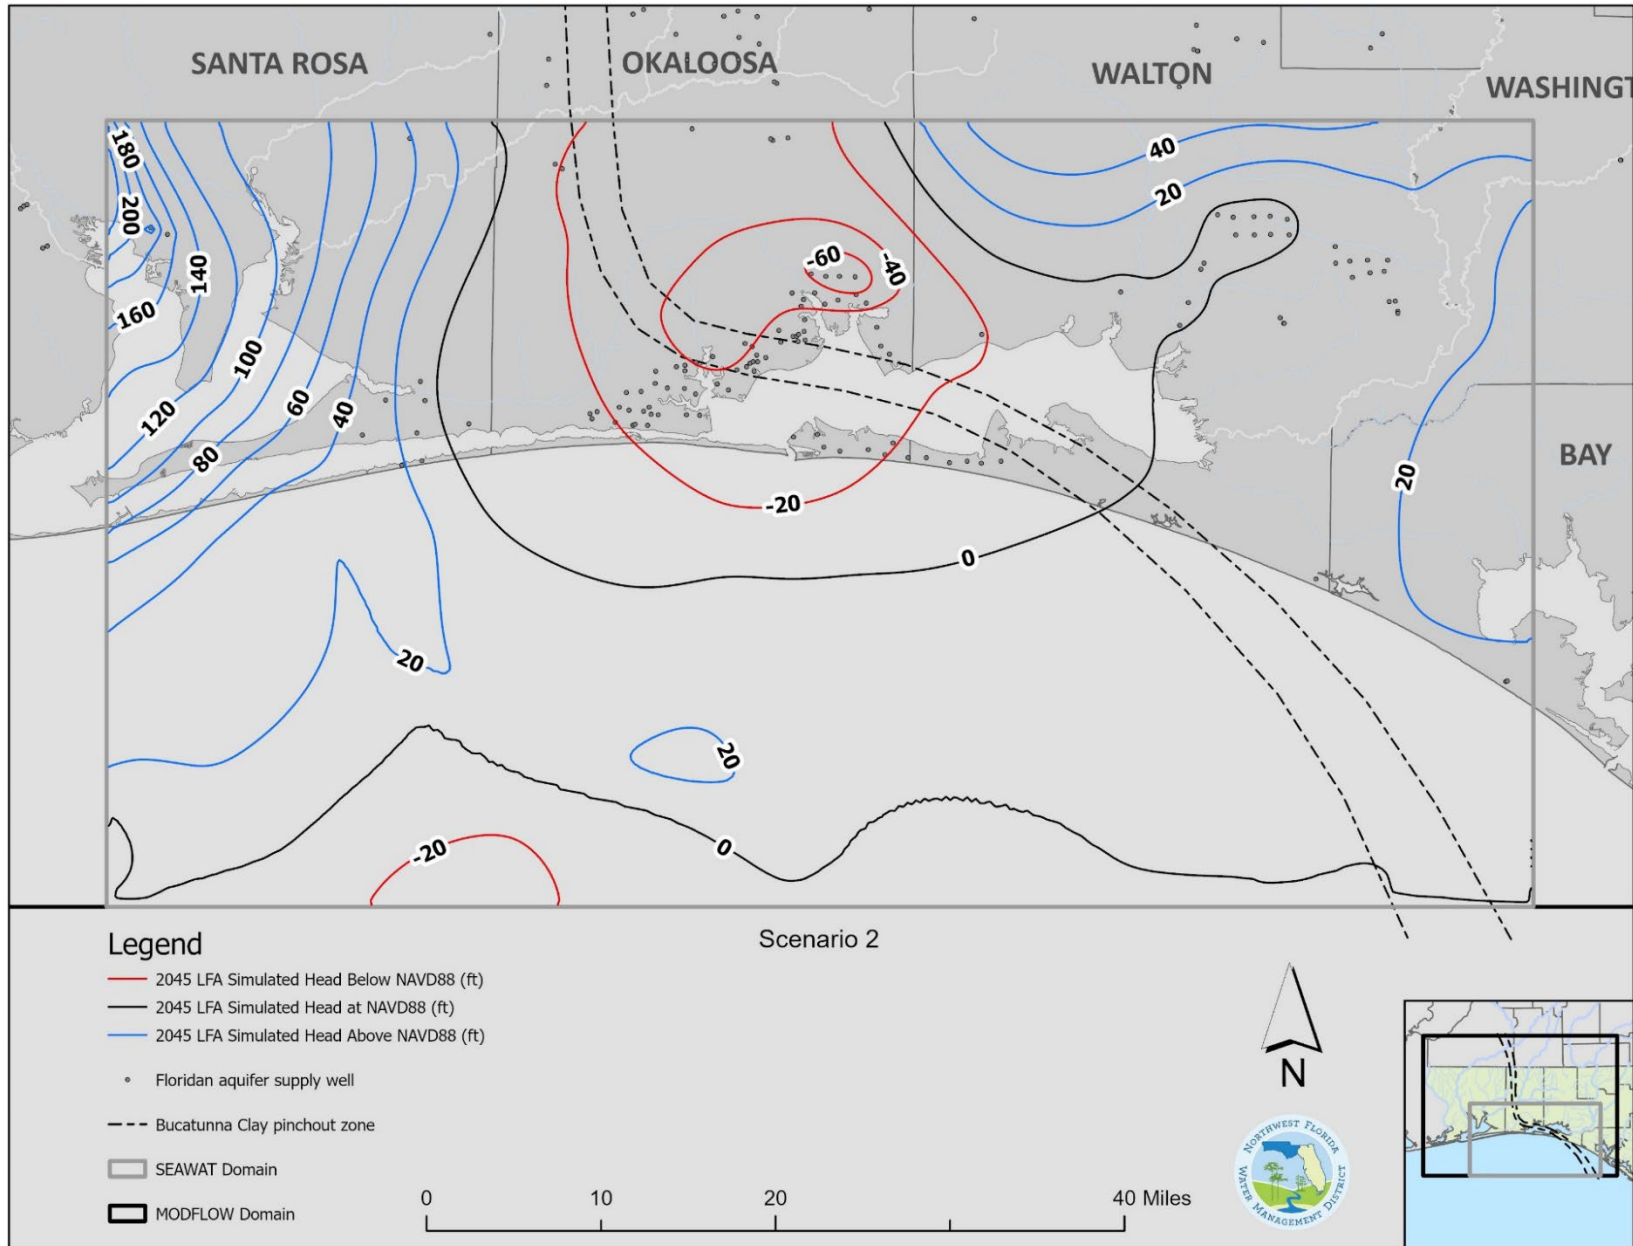 SANTA ROSA
OKALOOSA
WALTON
WASHINGT
40
20
180
200
140
160
-60
-40
100
60
40
120
80
20
BAY
-20
0
20
20
-20
0
Legend
2045 LFA Simulated Head Below NAVD88 (ft)
2045 LFA Simulated Head at NAVD88 (ft)
2045 LFA Simulated Head Above NAVD88 (ft)
Floridan aquifer supply well
Bucatunna Clay pinchout zone
SEAWAT Domain
MODFLOW Domain
Scenario 2
0
10
20
40 Miles
N
NORTHWEST FLORIDA
WATER MANAGEMENT DISTRICT